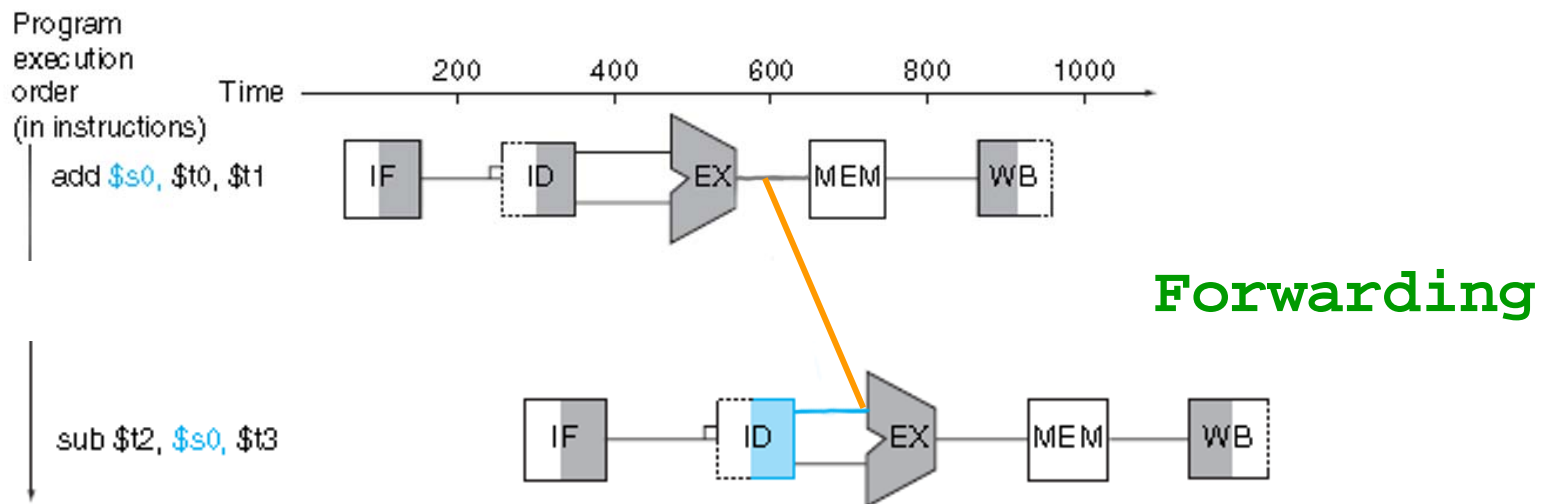 Program
execution
order
(in instructions)
Time
200 400 600 800 1000
add $s0, $t0, $t1
IF ID EX MEM WB
Forwarding
sub $t2, $s0, $t3
IF ID EX MEM WB